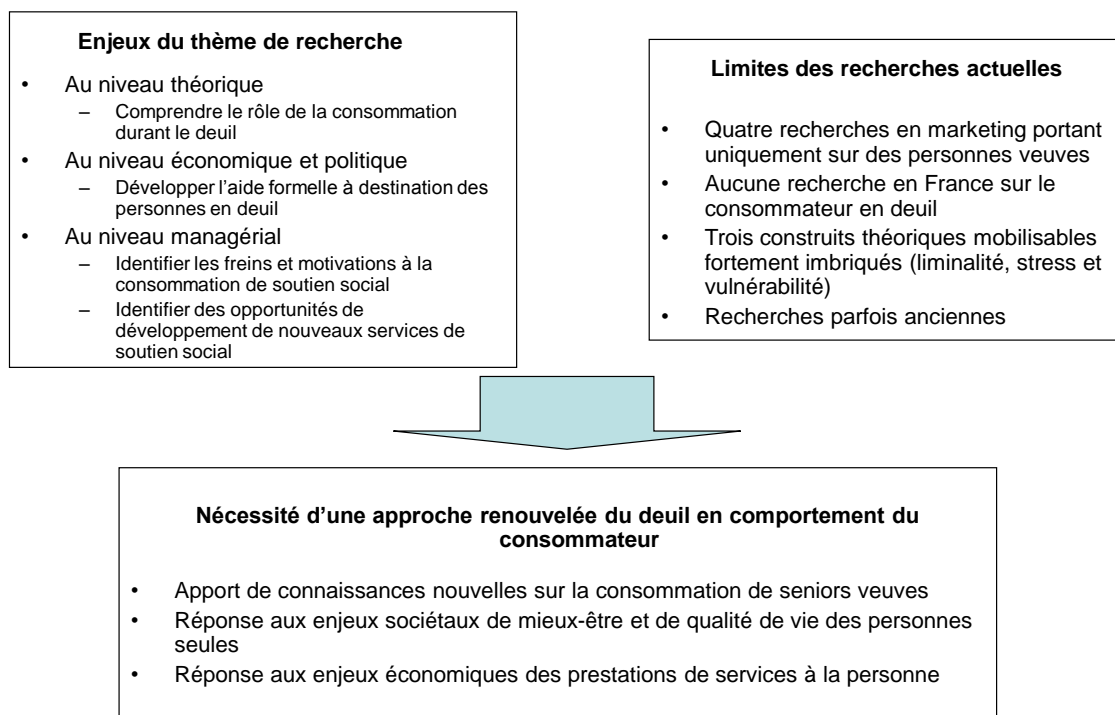 Enjeux du thème de recherche
• Au niveau théorique
– Comprendre le rôle de la consommation
durant le deuil
• Au niveau économique et politique
– Développer l’aide formelle à destination des
personnes en deuil
• Au niveau managérial
– Identifier les freins et motivations à la
consommation de soutien social
– Identifier des opportunités de
développement de nouveaux services de
soutien social
Limites des recherches actuelles
• Quatre recherches en marketing portant
uniquement sur des personnes veuves
• Aucune recherche en France sur le
consommateur en deuil
• Trois construits théoriques mobilisables
fortement imbriqués (liminalité, stress et
vulnérabilité)
• Recherches parfois anciennes
Nécessité d’une approche renouvelée du deuil en comportement du
consommateur
• Apport de connaissances nouvelles sur la consommation de seniors veuves
• Réponse aux enjeux sociétaux de mieux-être et de qualité de vie des personnes
seules
• Réponse aux enjeux économiques des prestations de services à la personne